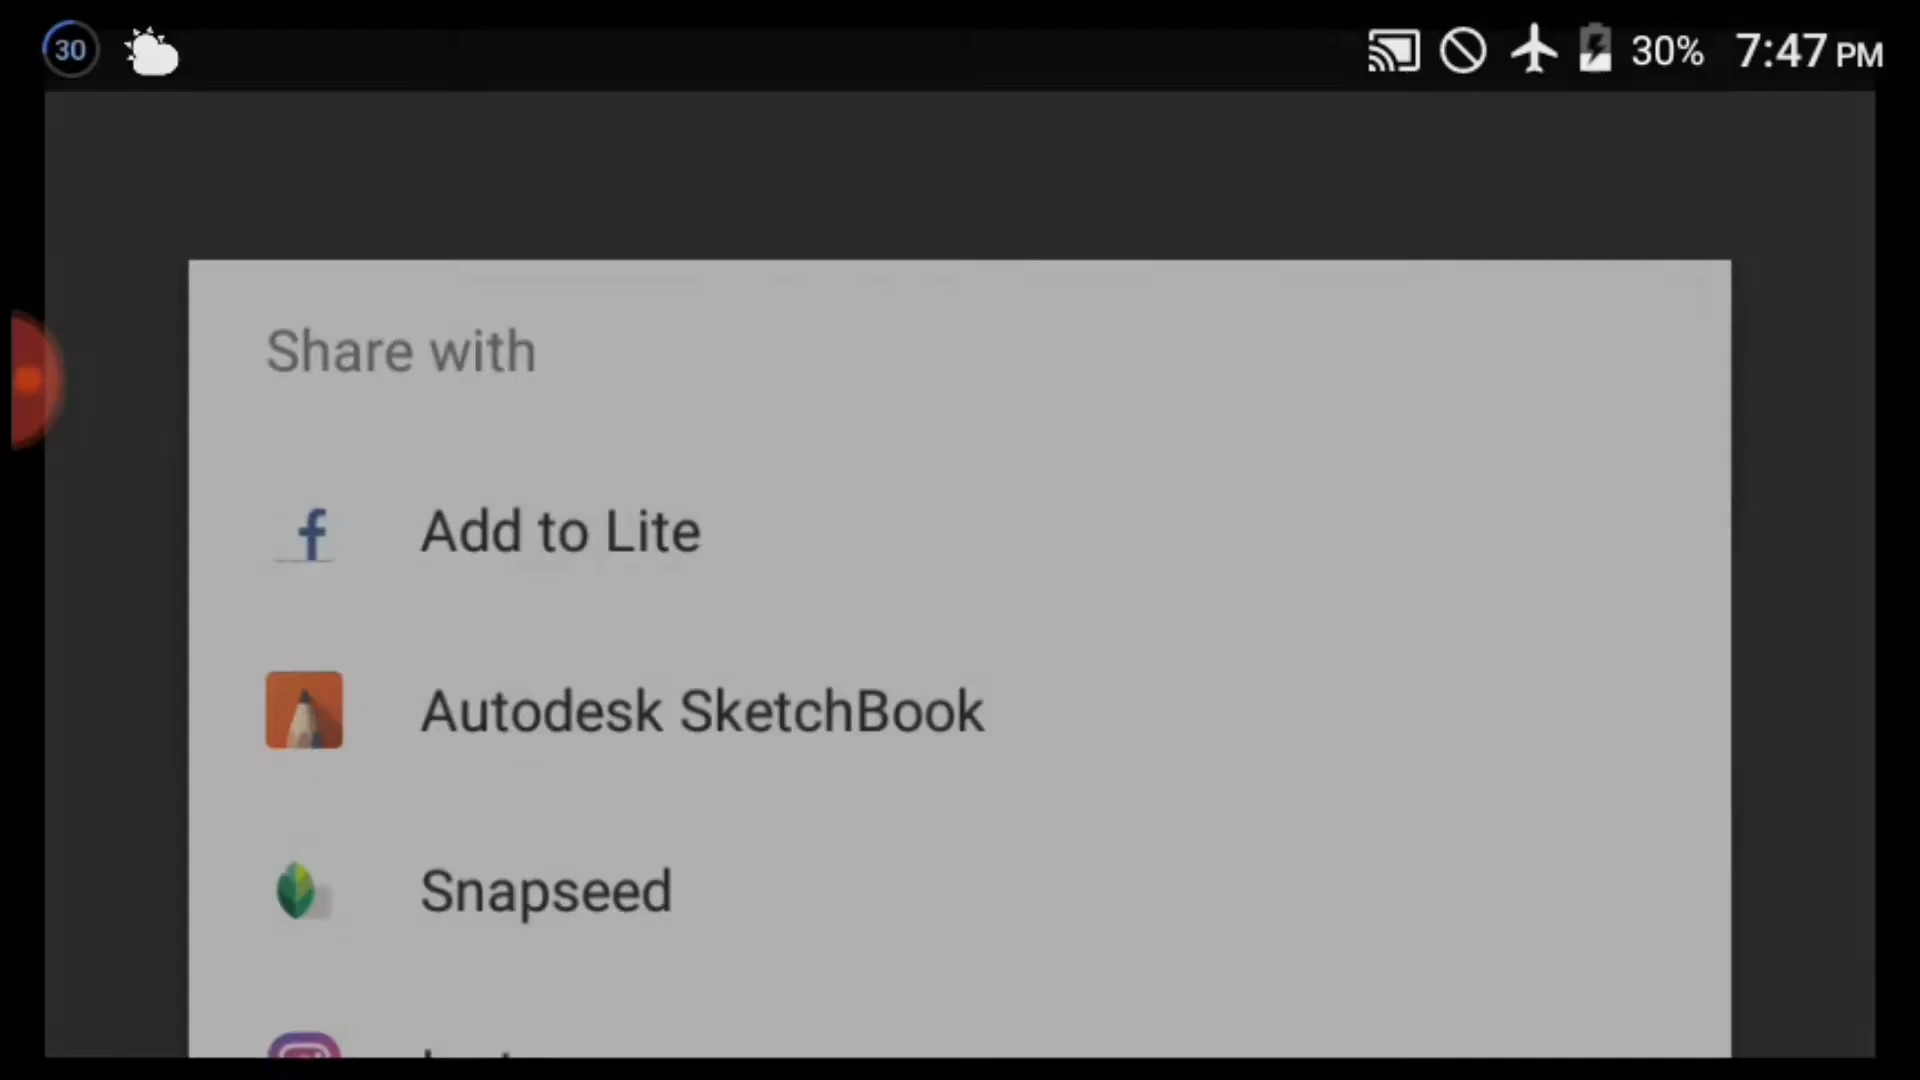 30
30% 7:47 PM
Share with
f Add to Lite
Autodesk SketchBook
Snapseed